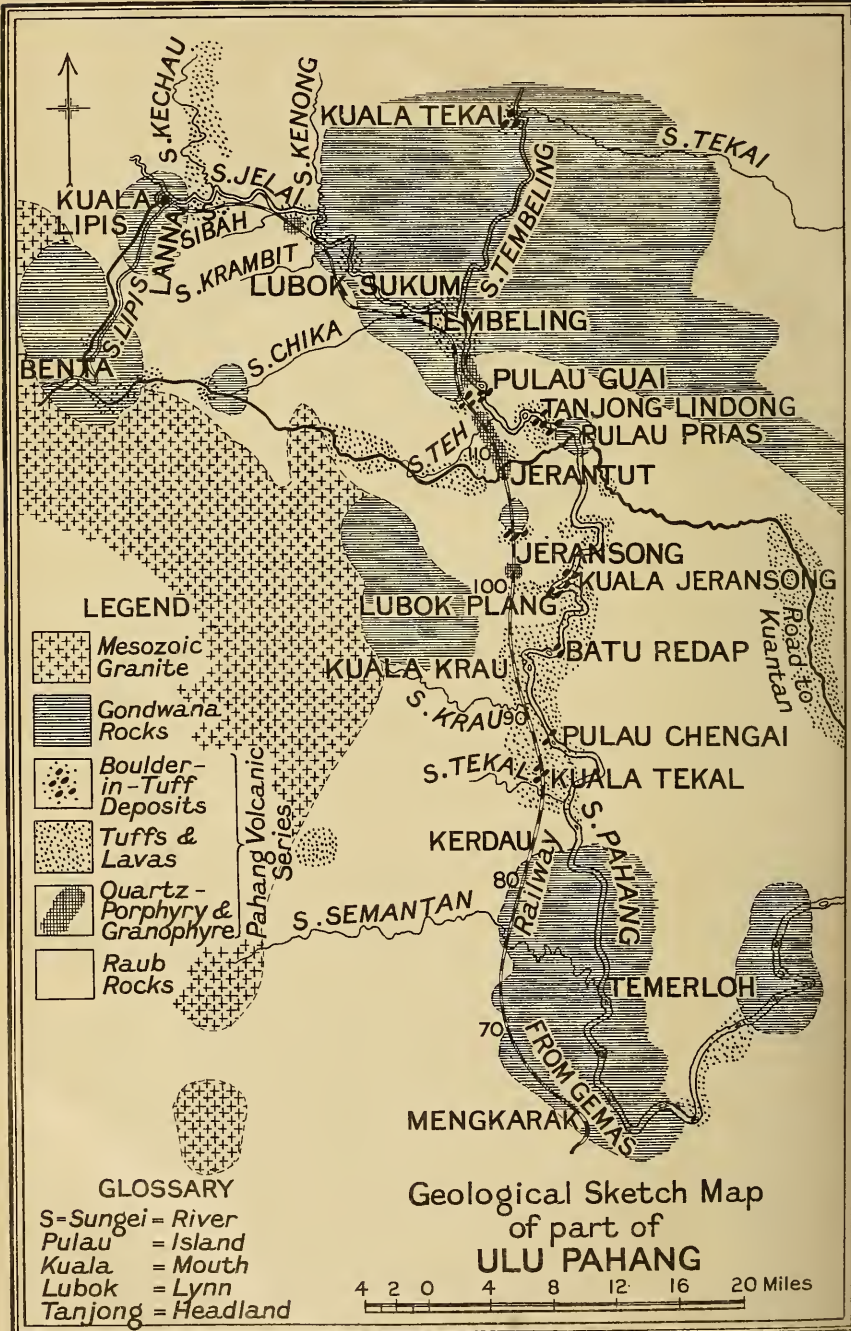 S. KECHAU
S. KENONG
KUALA TEKAI
S. TEKAI
S. JELAI
KUALA
LIPIS
LANNA
SIBAH
S. TEMBELING
S. KRAMBIT
LUBOK SUKUM
S. LIPIS
TEMBELING
S. CHIKA
BENTA
PULAU GUAI
TANJONG LINDONG
PULAU PRIAS
S. TEH
110
JERANTUT
JERANSONG
100
KUALA JERANSONG
LUBOK PLANG
Road to
Kuantan
BATU REDAP
KUALA KRAU
S. KRAU
90
PULAU CHENGAI
S. TEKAL
KUALA TEKAL
S. PAHANG
KERDAU
80
Railway
S. SEMANTAN
TEMERLOH
70
FROM GEMAS
MENGKARAK
LEGEND
Mesozoic
Granite
Gondwana
Rocks
Boulder-
in-Tuff
Deposits
Tuffs &
Lavas
Quartz-
Porphyry &
Granophyre
Pahang Volcanic
Series
Raub
Rocks
GLOSSARY
S=Sungei = River
Pulau = Island
Kuala = Mouth
Lubok = Lynn
Tanjong = Headland
Geological Sketch Map
of part of
ULU PAHANG
4 2 0 4 8 12 16 20 Miles